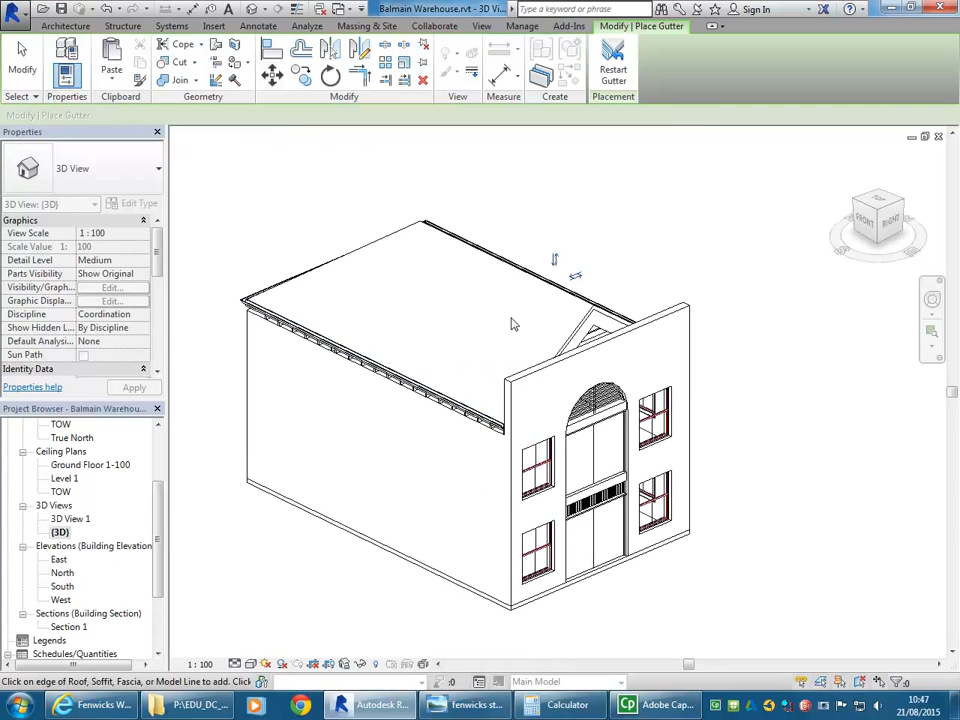 Balmain Warehouse.rvt - 3D Vi...
Type a keyword or phrase
Sign In
Architecture Structure Systems Insert Annotate Analyze Massing & Site Collaborate View Manage Add-Ins Modify | Place Gutter
Modify
Properties
Paste
Cope
Cut
Join
Restart
Gutter
Select Properties Clipboard Geometry Modify View Measure Create Placement
Modify | Place Gutter
Properties
3D View
3D View: {3D}
Edit Type
Graphics
View Scale 1 : 100
Scale Value 1: 100
Detail Level Medium
Parts Visibility Show Original
Visibility/Graph... Edit...
Graphic Displa... Edit...
Discipline Coordination
Show Hidden L... By Discipline
Default Analysi... None
Sun Path
Identity Data
Properties help
Apply
Project Browser - Balmain Warehou...
TOW
True North
Ceiling Plans
Ground Floor 1-100
Level 1
TOW
3D Views
3D View 1
{3D}
Elevations (Building Elevation
East
North
South
West
Sections (Building Section)
Section 1
Legends
Schedules/Quantities
TOP
FRONT
RIGHT
1 : 100
Click on edge of Roof, Soffit, Fascia, or Model Line to add. Click
:0
Main Model
:0
Fenwicks W...
P:\EDU_DC_...
Autodesk R...
fenwicks st...
Calculator
Adobe Cap...
10:47
21/08/2015